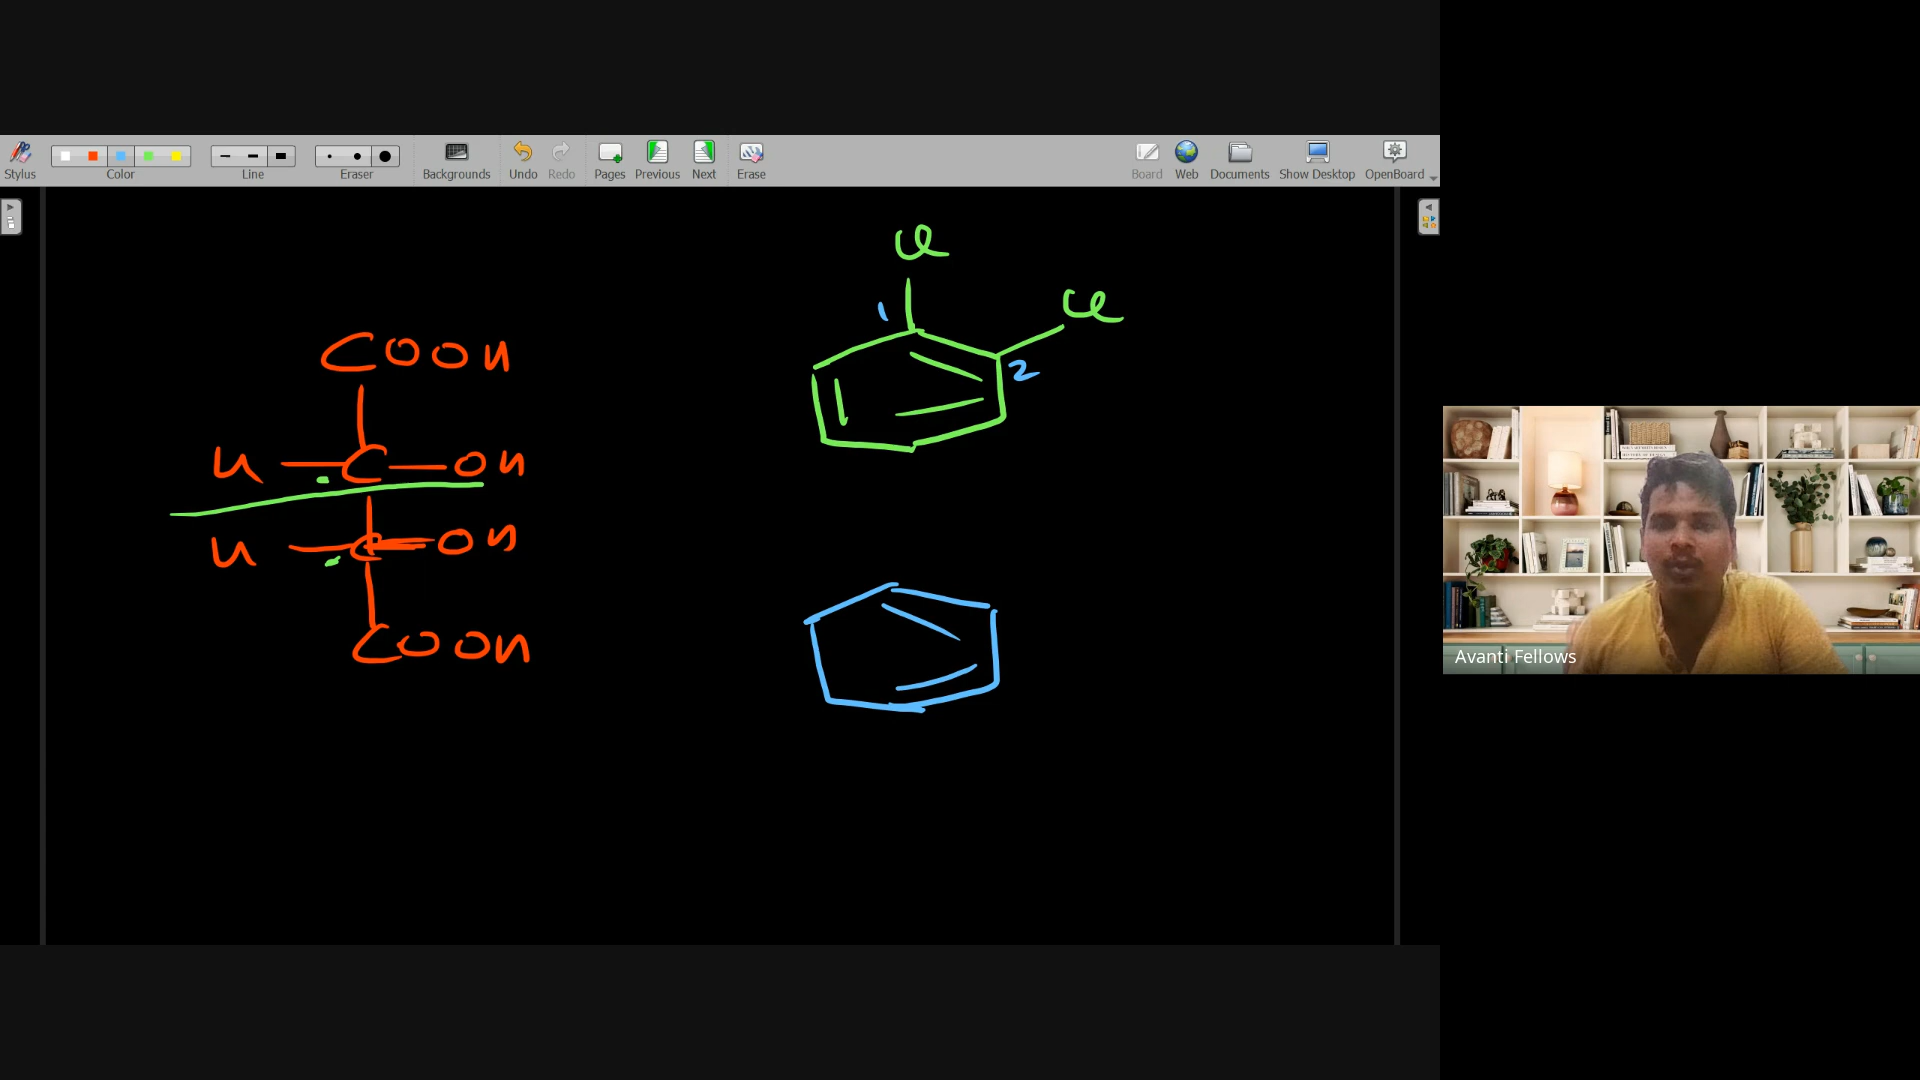 Stylus Color Line Eraser Backgrounds Undo Redo Pages Previous Next Erase Board Web Documents Show Desktop OpenBoard
COOH
H C OH
H C OH
COOH
Cl
Cl
1
2
Avanti Fellows